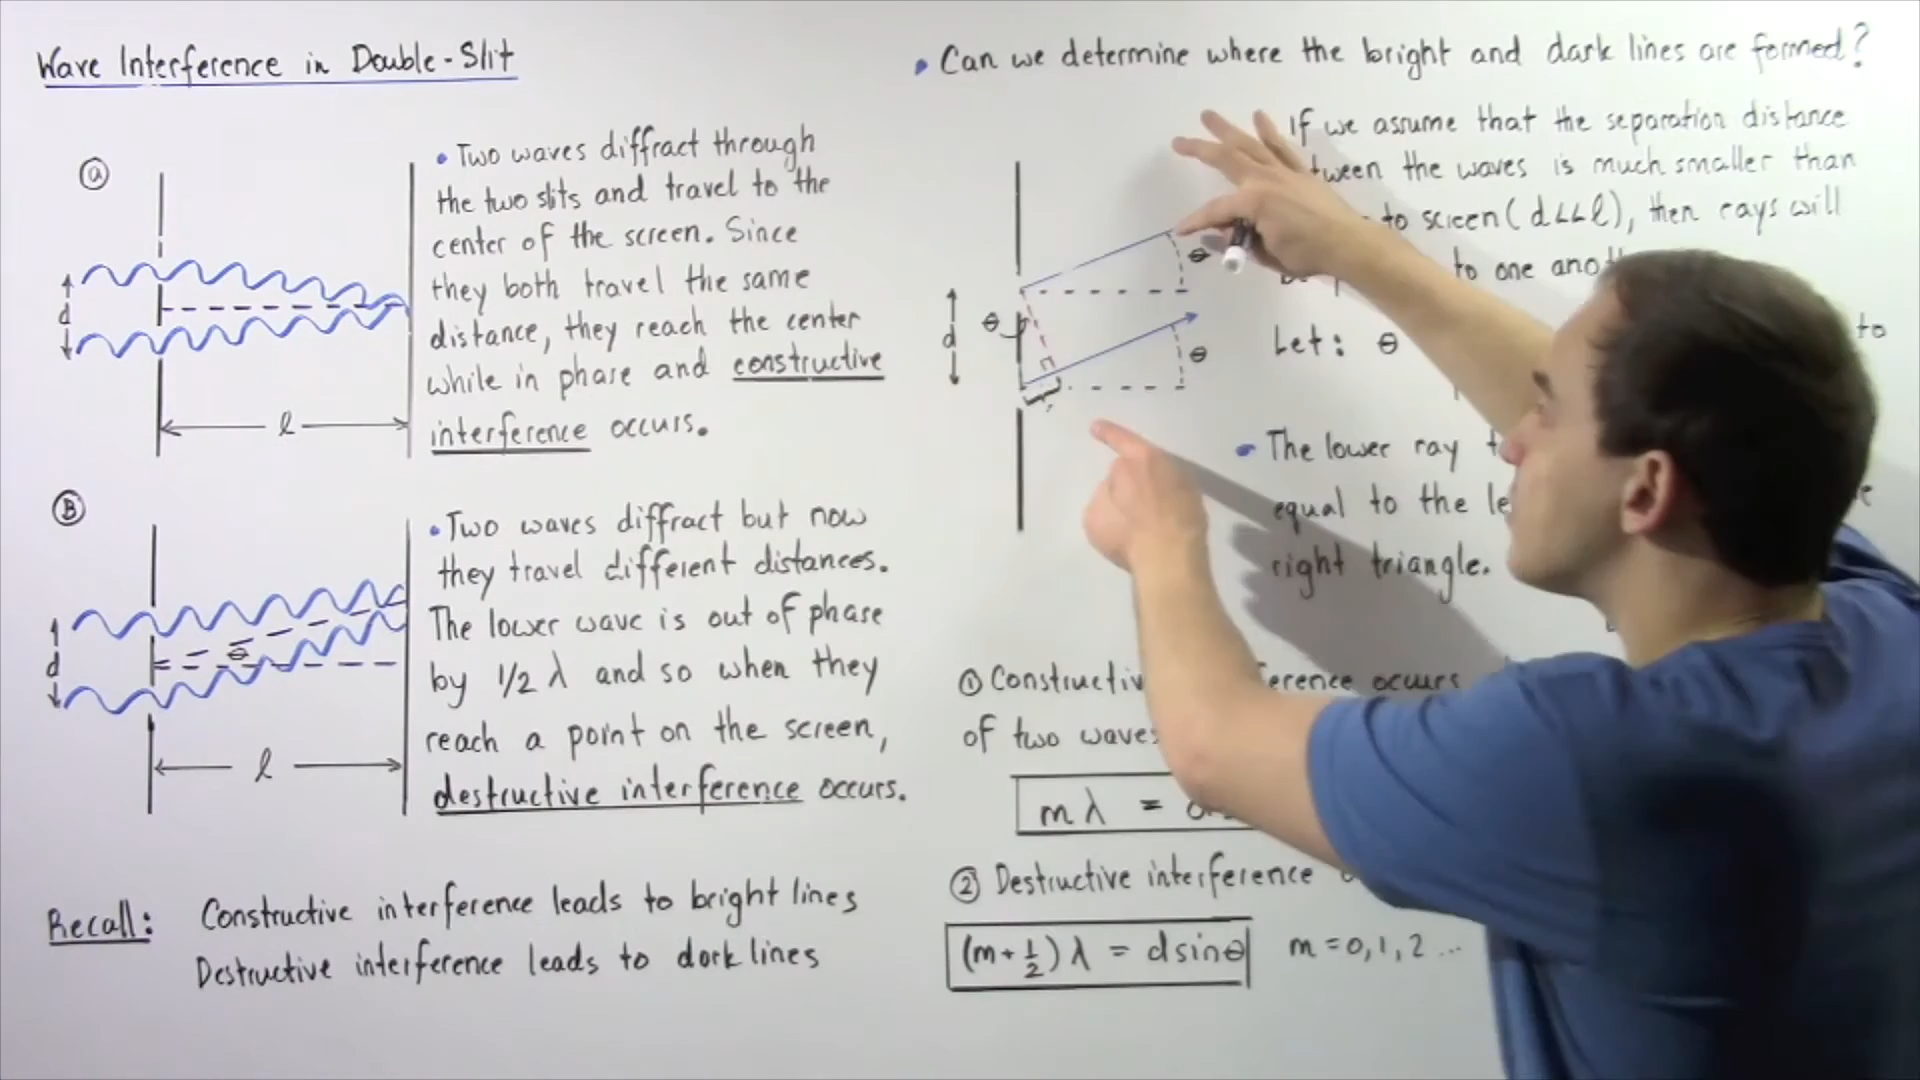 Wave Interference in Double-Slit
ⓐ
d
l
• Two waves diffract through
the two slits and travel to the
center of the screen. Since
they both travel the same
distance, they reach the center
while in phase and constructive
interference occurs.
Ⓑ
d
θ
l
• Two waves diffract but now
they travel different distances.
The lower wave is out of phase
by 1/2 λ and so when they
reach a point on the screen,
destructive interference occurs.
Recall: Constructive interference leads to bright lines
Destructive interference leads to dark lines
• Can we determine where the bright and dark lines are formed?
If we assume that the separation distance
the waves is much smaller than
to screen (d<<l), then rays will
to one
Let: θ to
θ
θ
θ
d
• The lower ray
equal to the
right triangle.
① occurs
of two waves
mλ =
② Destructive interference
(m+1/2)λ = dsinθ m=0,1,2...